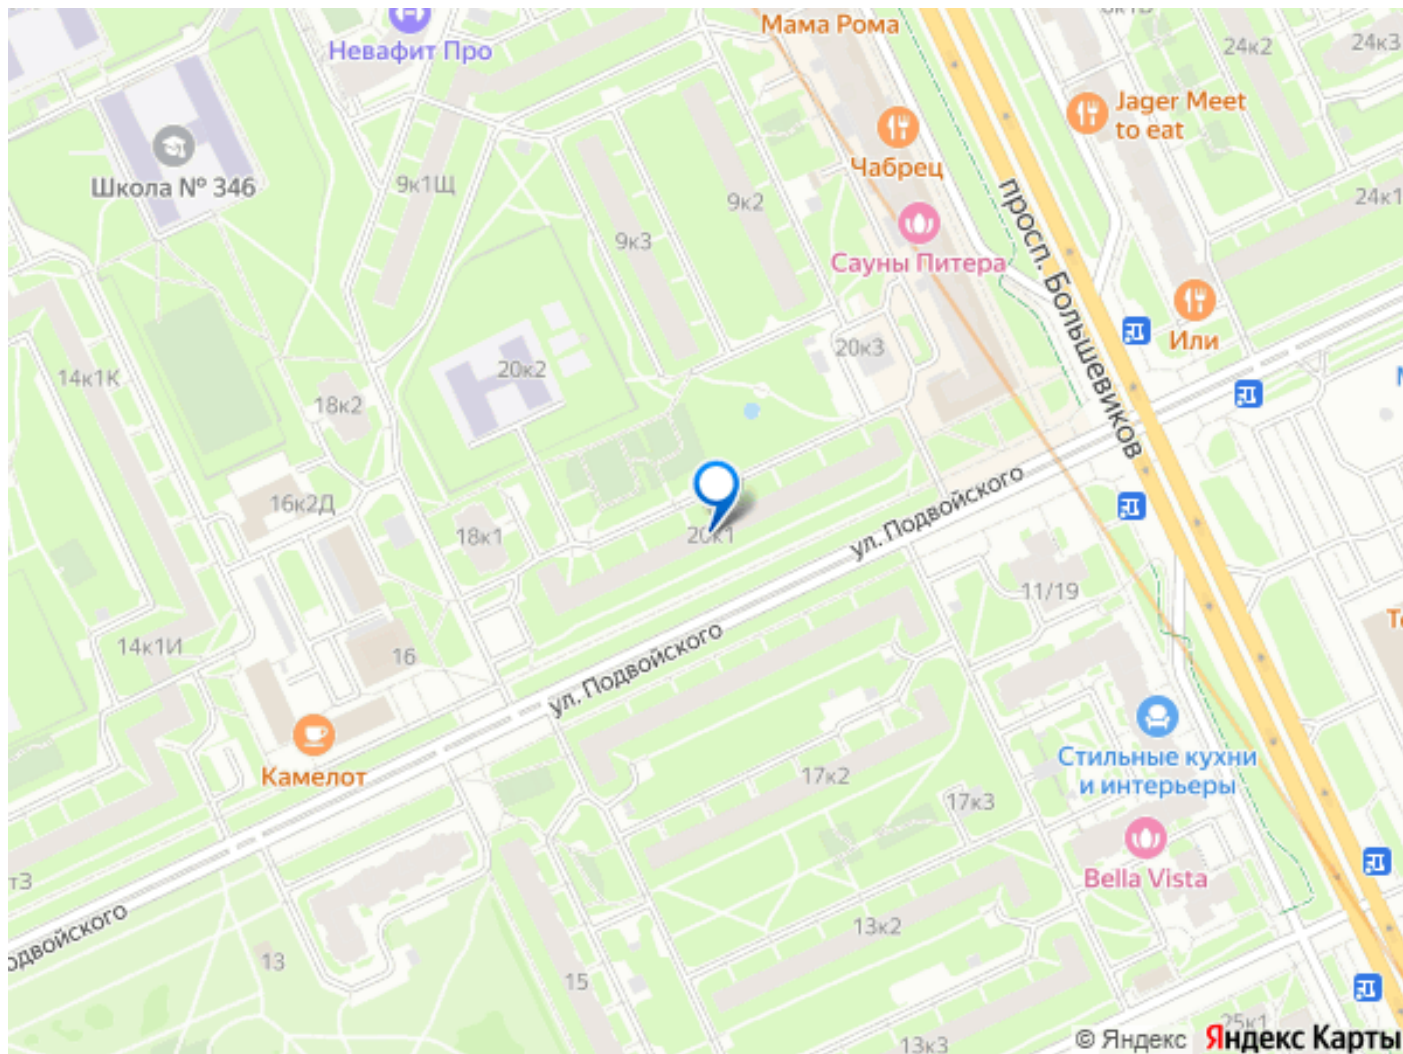 Мама Рома
Невафит Про
24к2
24к3
Jager Meet
to eat
Чабрец
Школа № 346
9к1Щ
9к2
24к1
просп. Большевиков
9к3
Сауны Питера
Или
20к3
20к2
14к1К
18к2
16к2Д
18к1
20к1
ул. Подвойского
11/19
14к1И
16
ул. Подвойского
Камелот
Стильные кухни
и интерьеры
17к2
17к3
Bella Vista
13к2
13
15
25к1
13к3
© Яндекс Яндекс Карты